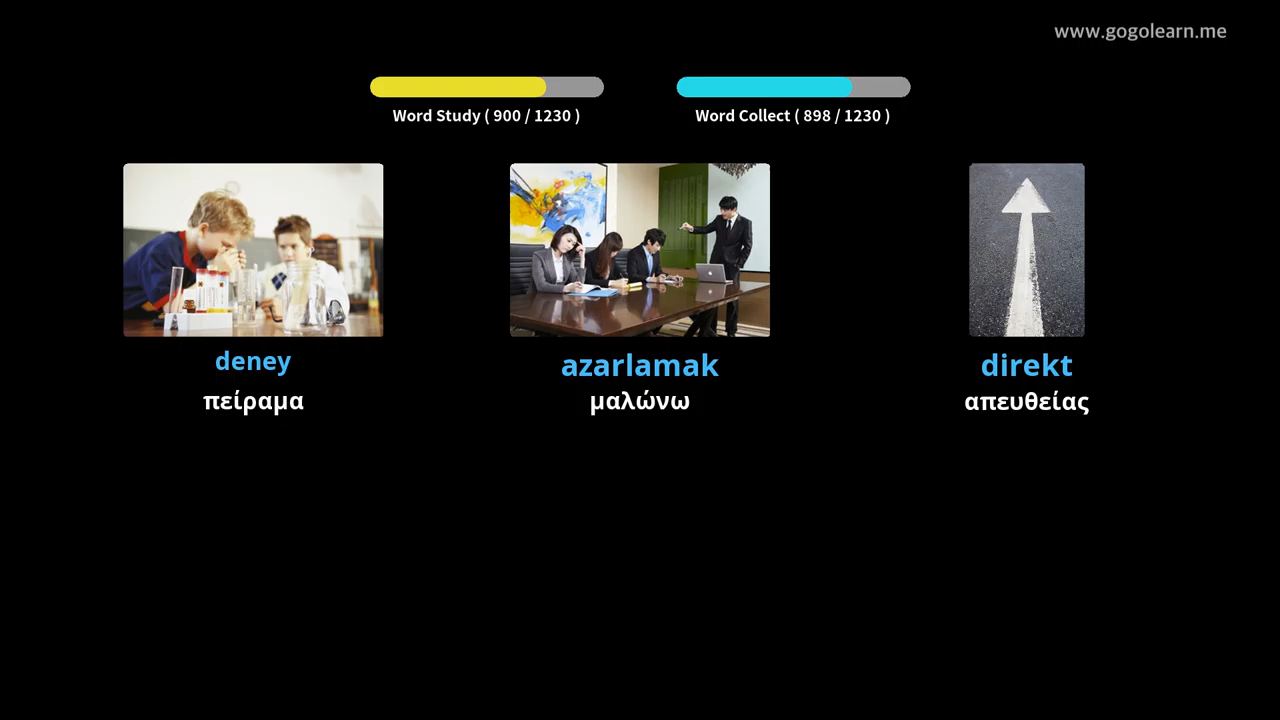 www.gogolearn.me
Word Study ( 900 / 1230 )
Word Collect ( 898 / 1230 )
deney
azarlamak
direkt
πείραμα
μαλώνω
απευθείας